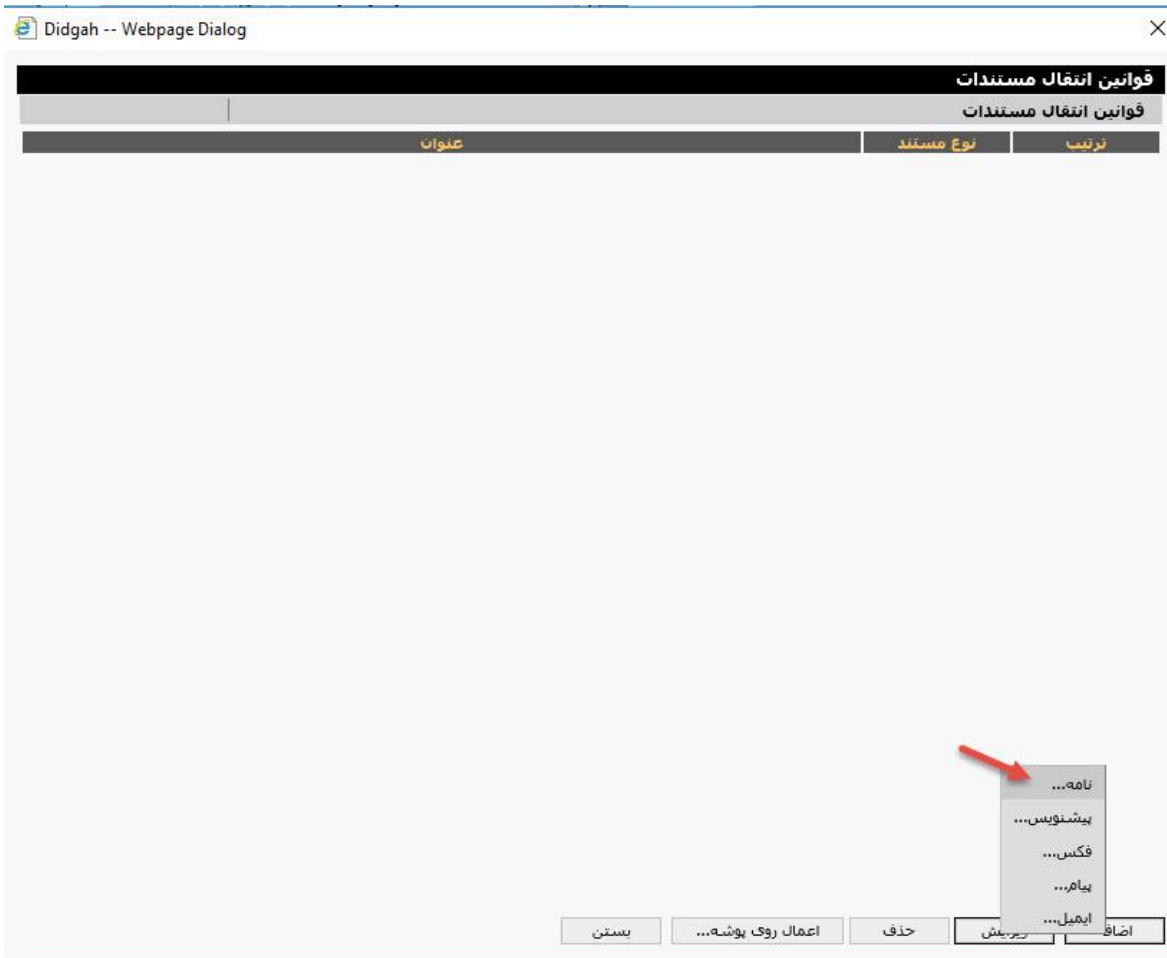 Didgah -- Webpage Dialog
قوانین انتقال مستندات
قوانین انتقال مستندات
ترتیب نوع مستند عنوان
نامه...
پیشنویس...
فکس...
پیام...
ایمیل...
حذف اعمال روی پوشه... بستن